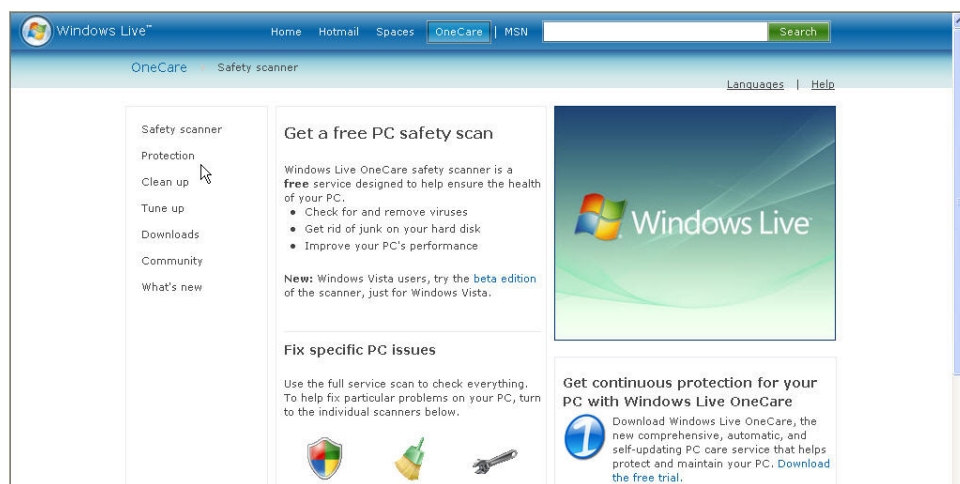 Windows Live™
Home Hotmail Spaces OneCare | MSN Search
OneCare Safety scanner
Languages | Help
Safety scanner
Protection
Clean up
Tune up
Downloads
Community
What's new
Get a free PC safety scan
Windows Live OneCare safety scanner is a
free service designed to help ensure the health
of your PC.
• Check for and remove viruses
• Get rid of junk on your hard disk
• Improve your PC's performance
New: Windows Vista users, try the beta edition
of the scanner, just for Windows Vista.
Fix specific PC issues
Use the full service scan to check everything.
To help fix particular problems on your PC, turn
to the individual scanners below.
Windows Live
Get continuous protection for your
PC with Windows Live OneCare
1
Download Windows Live OneCare, the
new comprehensive, automatic, and
self-updating PC care service that helps
protect and maintain your PC. Download
the free trial.